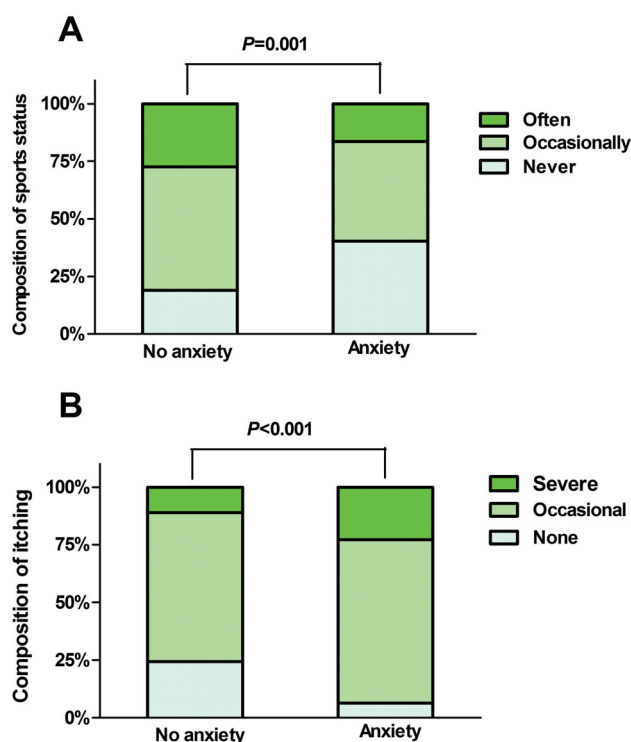 A
P=0.001
Composition of sports status
100%
75%
50%
25%
0%
No anxiety
Anxiety
Often
Occasionally
Never
B
P<0.001
Composition of itching
100%
75%
50%
25%
0%
No anxiety
Anxiety
Severe
Occasional
None